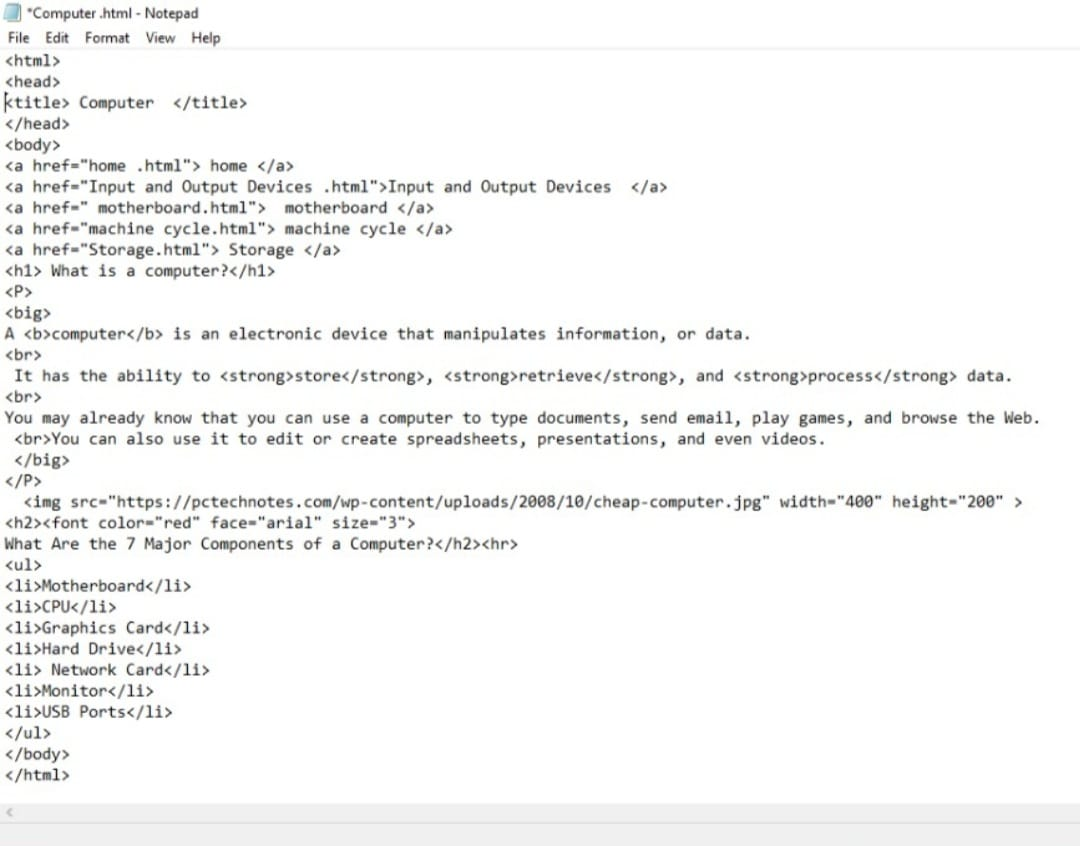 *Computer .html - Notepad
File Edit Format View Help
<html>
<head>
<title> Computer  </title>
</head>
<body>
<a href="home .html"> home </a>
<a href="Input and Output Devices .html">Input and Output Devices  </a>
<a href=" motherboard.html">  motherboard </a>
<a href="machine cycle.html"> machine cycle </a>
<a href="Storage.html"> Storage </a>
<h1> What is a computer?</h1>
<P>
<big>
A <b>computer</b> is an electronic device that manipulates information, or data.
<br>
 It has the ability to <strong>store</strong>, <strong>retrieve</strong>, and <strong>process</strong> data.
<br>
You may already know that you can use a computer to type documents, send email, play games, and browse the Web.
 <br>You can also use it to edit or create spreadsheets, presentations, and even videos.
 </big>
</P>
  <img src="https://pctechnotes.com/wp-content/uploads/2008/10/cheap-computer.jpg" width="400" height="200" >
<h2><font color="red" face="arial" size="3">
What Are the 7 Major Components of a Computer?</h2><hr>
<ul>
<li>Motherboard</li>
<li>CPU</li>
<li>Graphics Card</li>
<li>Hard Drive</li>
<li> Network Card</li>
<li>Monitor</li>
<li>USB Ports</li>
</ul>
</body>
</html>